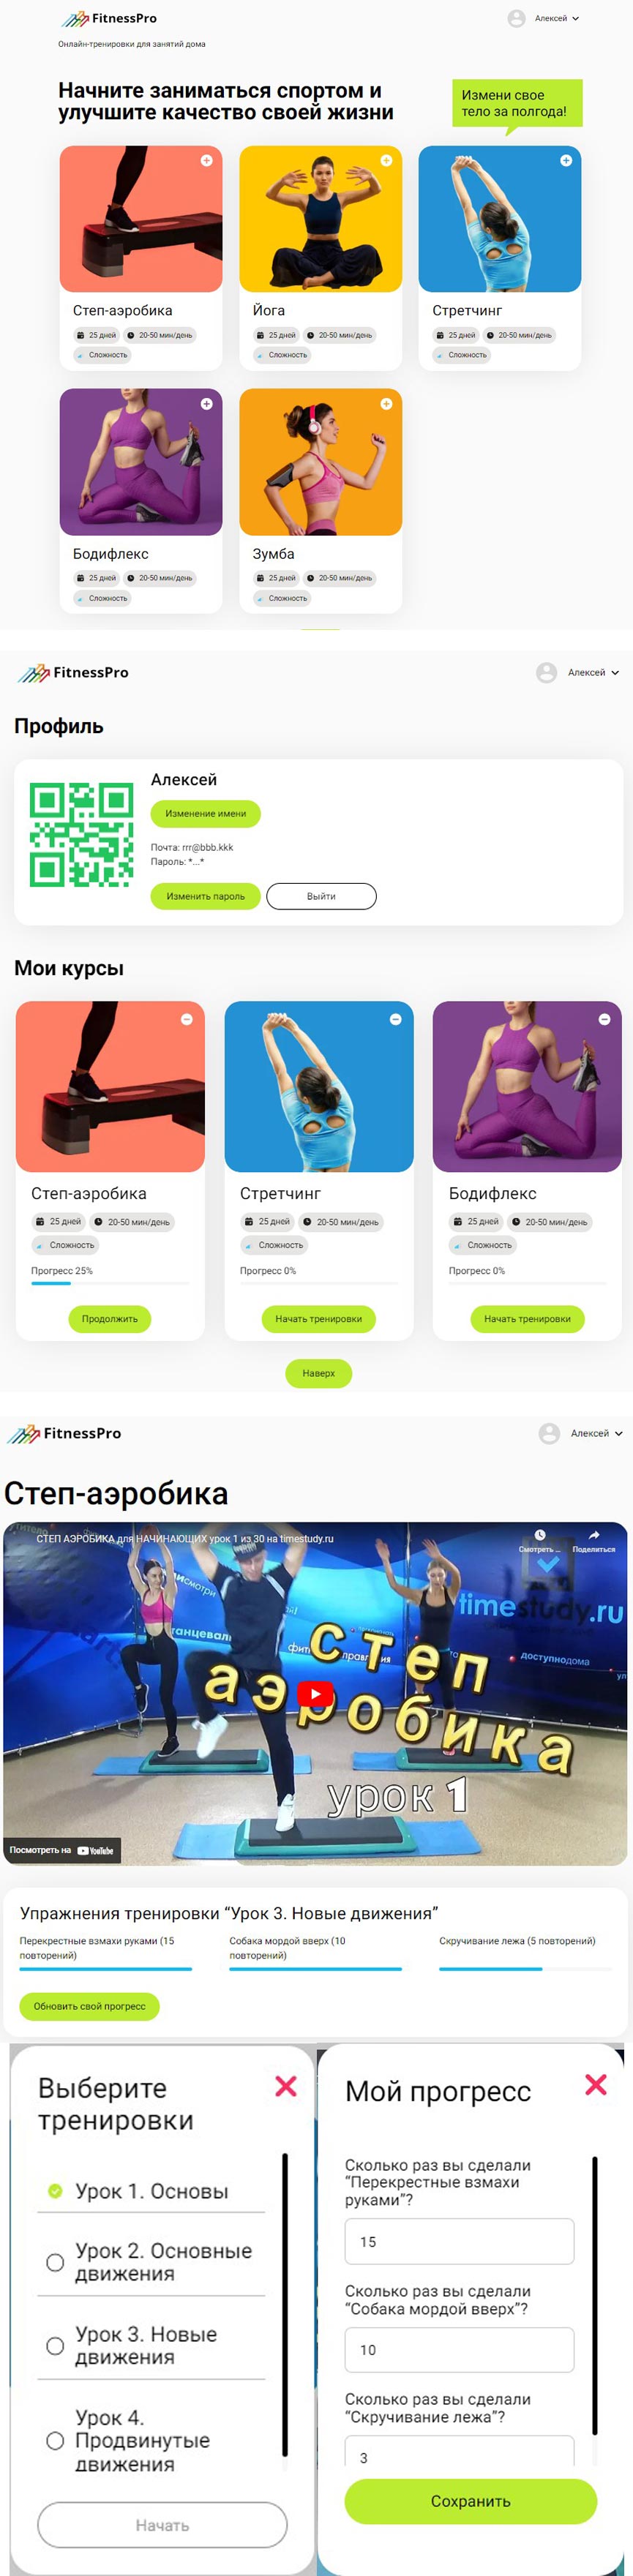 FitnessPro
Алексей
Онлайн-тренировки для занятий дома
Начните заниматься спортом и
улучшите качество своей жизни
Измени свое
тело за полгода!
Степ-аэробика
25 дней 20-50 мин/день
Сложность
Йога
25 дней 20-50 мин/день
Сложность
Стретчинг
25 дней 20-50 мин/день
Сложность
Бодифлекс
25 дней 20-50 мин/день
Сложность
Зумба
25 дней 20-50 мин/день
Сложность
FitnessPro
Алексей
Профиль
Алексей
Изменение имени
Почта: rrr@bbb.kkk
Пароль: *...*
Изменить пароль
Выйти
Мои курсы
Степ-аэробика
25 дней 20-50 мин/день
Сложность
Прогресс 25%
Продолжить
Стретчинг
25 дней 20-50 мин/день
Сложность
Прогресс 0%
Начать тренировки
Бодифлекс
25 дней 20-50 мин/день
Сложность
Прогресс 0%
Начать тренировки
Наверх
FitnessPro
Алексей
Степ-аэробика
СТЕП АЭРОБИКА для НАЧИНАЮЩИХ урок 1 из 30 на timestudy.ru
Смотреть ...
Поделиться
timestudy.ru
доступнодома
степ
аэробика
урок 1
Посмотреть на YouTube
Упражнения тренировки “Урок 3. Новые движения”
Перекрестные взмахи руками (15
повторений)
Собака мордой вверх (10
повторений)
Скручивание лежа (5 повторений)
Обновить свой прогресс
Выберите
тренировки
Урок 1. Основы
Урок 2. Основные
движения
Урок 3. Новые
движения
Урок 4.
Продвинутые
движения
Начать
Мой прогресс
Сколько раз вы сделали
“Перекрестные взмахи
руками”?
15
Сколько раз вы сделали
“Собака мордой вверх”?
10
Сколько раз вы сделали
“Скручивание лежа”?
3
Сохранить